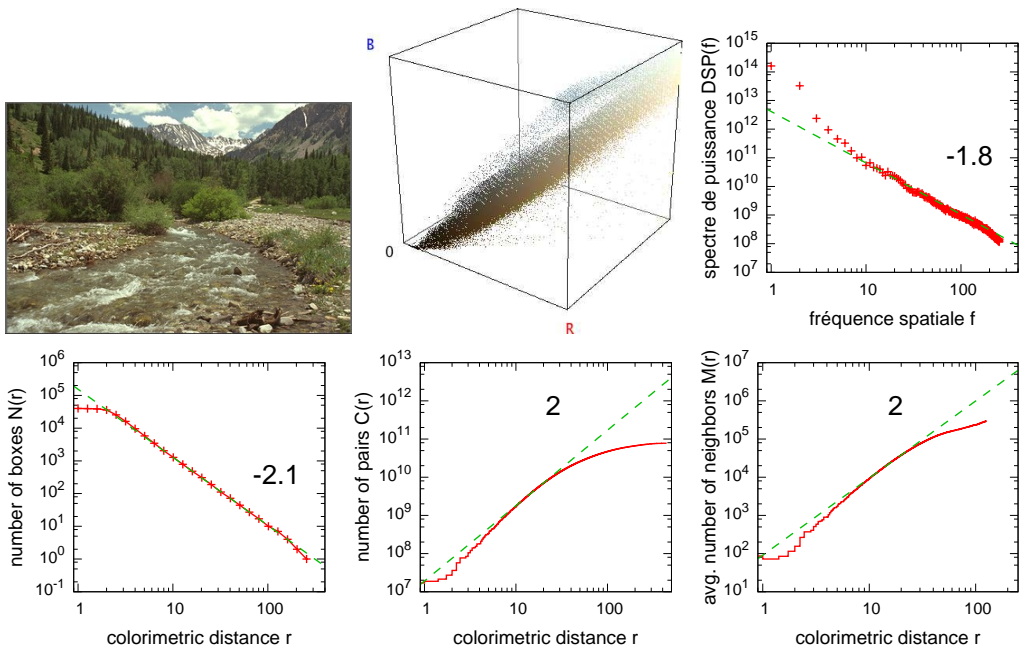 B
0
R
10^15
10^14
10^13
10^12
10^11
10^10
10^9
10^8
10^7
1 10 100
spectre de puissance DSP(f)
-1.8
fréquence spatiale f
10^6
10^5
10^4
10^3
10^2
10^1
10^0
10^-1
1 10 100
number of boxes N(r)
-2.1
colorimetric distance r
10^13
10^12
10^11
10^10
10^9
10^8
10^7
1 10 100
number of pairs C(r)
2
colorimetric distance r
10^7
10^6
10^5
10^4
10^3
10^2
10^1
1 10 100
avg. number of neighbors M(r)
2
colorimetric distance r